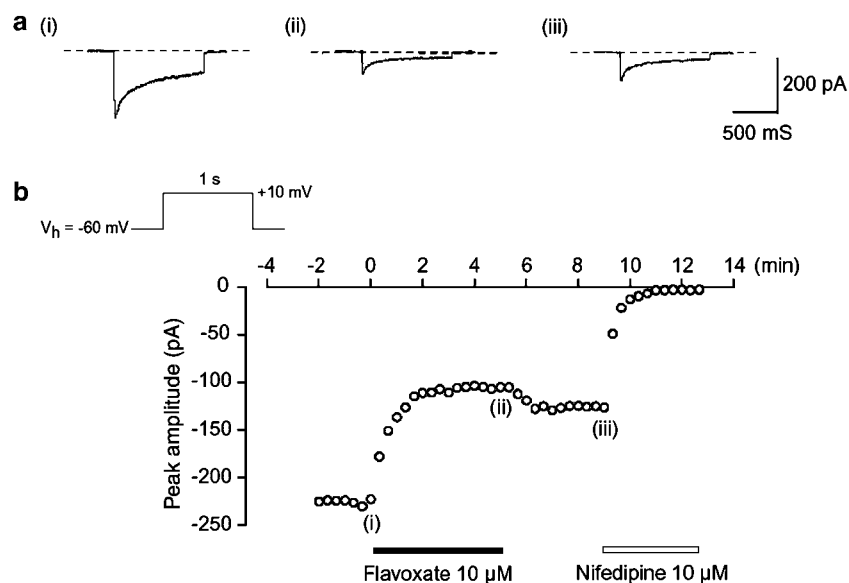 a (i) (ii) (iii)
200 pA
500 mS
b 1 s
+10 mV
Vh = -60 mV
-4 -2 0 2 4 6 8 10 12 14 (min)
0
-50
-100
-150
-200
-250
Peak amplitude (pA)
(i)
(ii)
(iii)
Flavoxate 10 µM Nifedipine 10 µM